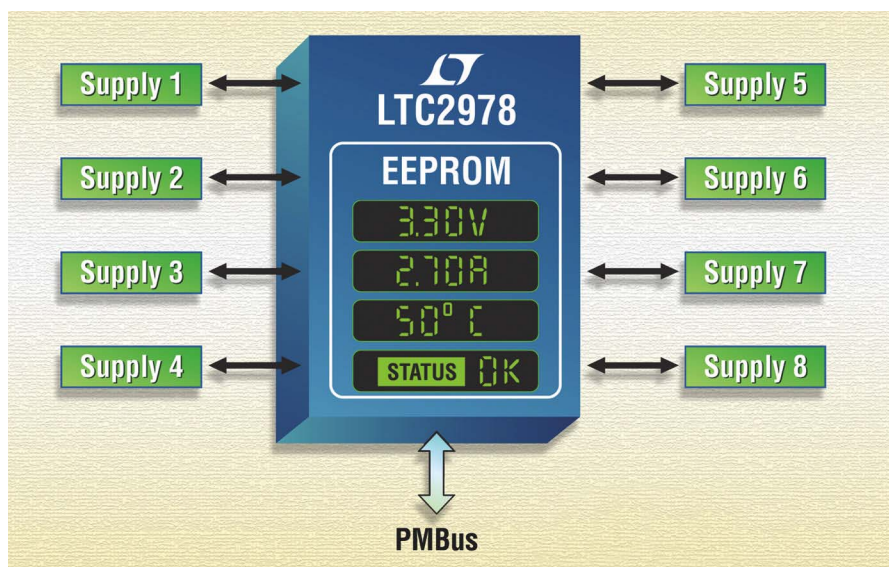 Supply 1
Supply 2
Supply 3
Supply 4
LTC2978
EEPROM
3.30V
2.70A
50° C
STATUS OK
Supply 5
Supply 6
Supply 7
Supply 8
PMBus